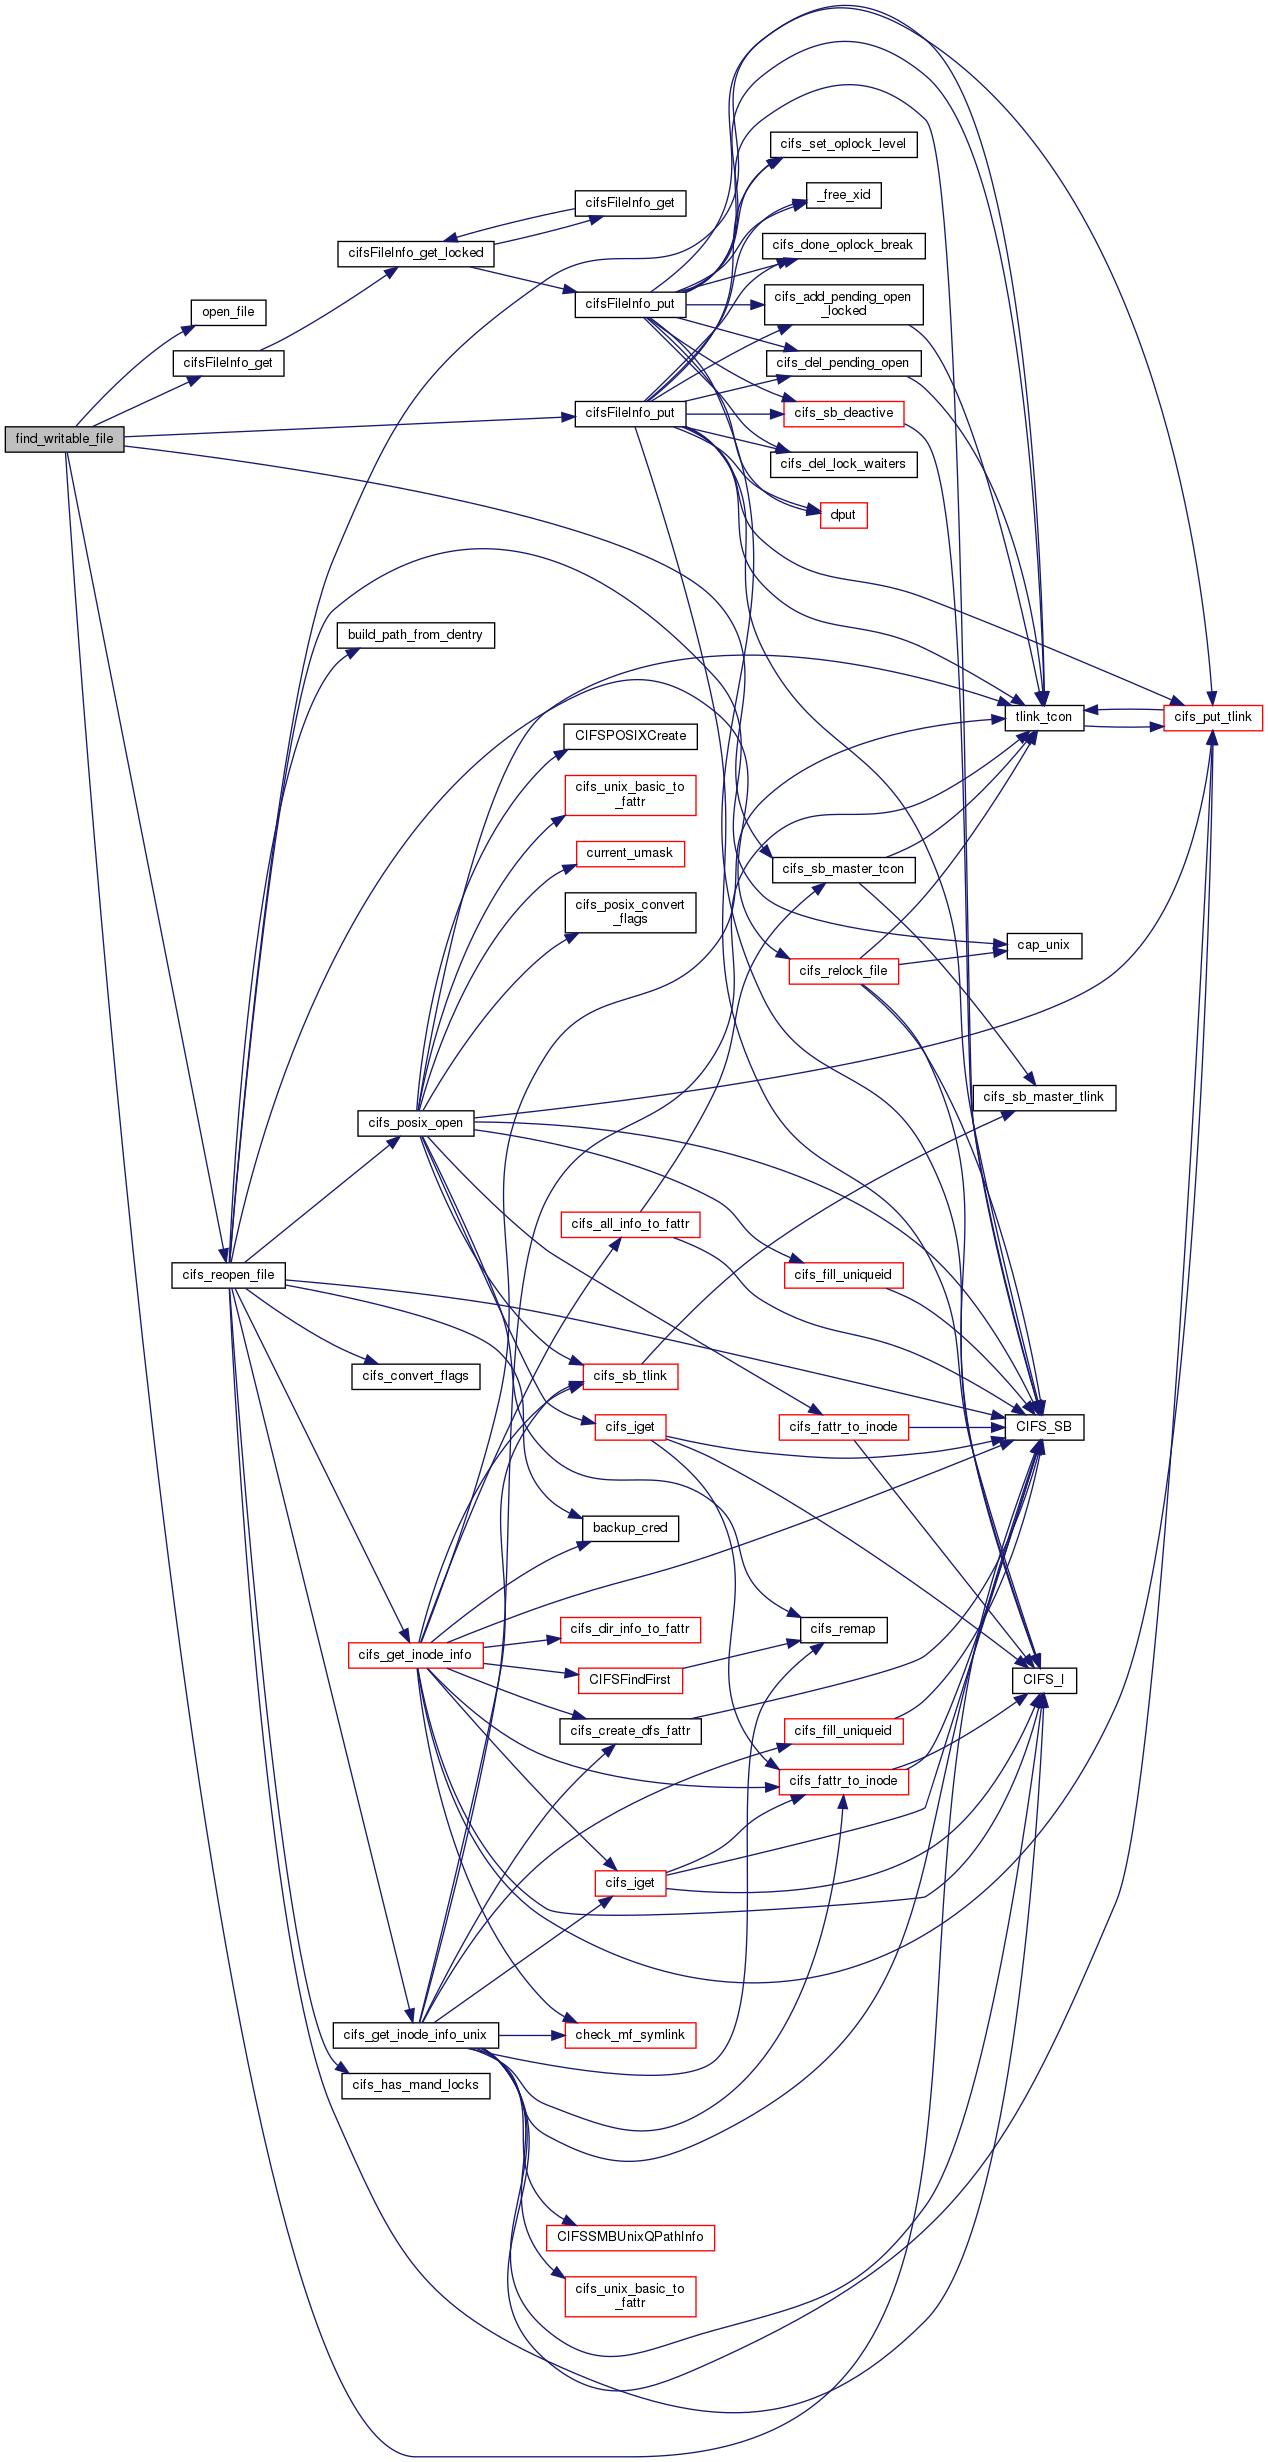 cifs_set_oplock_level
_free_xid
cifsFileInfo_get
cifs_done_oplock_break
cifsFileInfo_get_locked
cifs_add_pending_open
_locked
cifsFileInfo_put
open_file
cifsFileInfo_get
cifs_del_pending_open
cifsFileInfo_put
cifs_sb_deactive
find_writable_file
cifs_del_lock_waiters
dput
build_path_from_dentry
tlink_tcon
cifs_put_tlink
CIFSPOSIXCreate
cifs_unix_basic_to
_fattr
current_umask
cifs_sb_master_tcon
cifs_posix_convert
_flags
cap_unix
cifs_relock_file
cifs_sb_master_tlink
cifs_posix_open
cifs_all_info_to_fattr
cifs_reopen_file
cifs_fill_uniqueid
cifs_convert_flags
cifs_sb_tlink
cifs_iget
cifs_fattr_to_inode
CIFS_SB
backup_cred
cifs_dir_info_to_fattr
cifs_remap
cifs_get_inode_info
CIFSFindFirst
CIFS_I
cifs_create_dfs_fattr
cifs_fill_uniqueid
cifs_fattr_to_inode
cifs_iget
cifs_get_inode_info_unix
check_mf_symlink
cifs_has_mand_locks
CIFSSMBUnixQPathInfo
cifs_unix_basic_to
_fattr